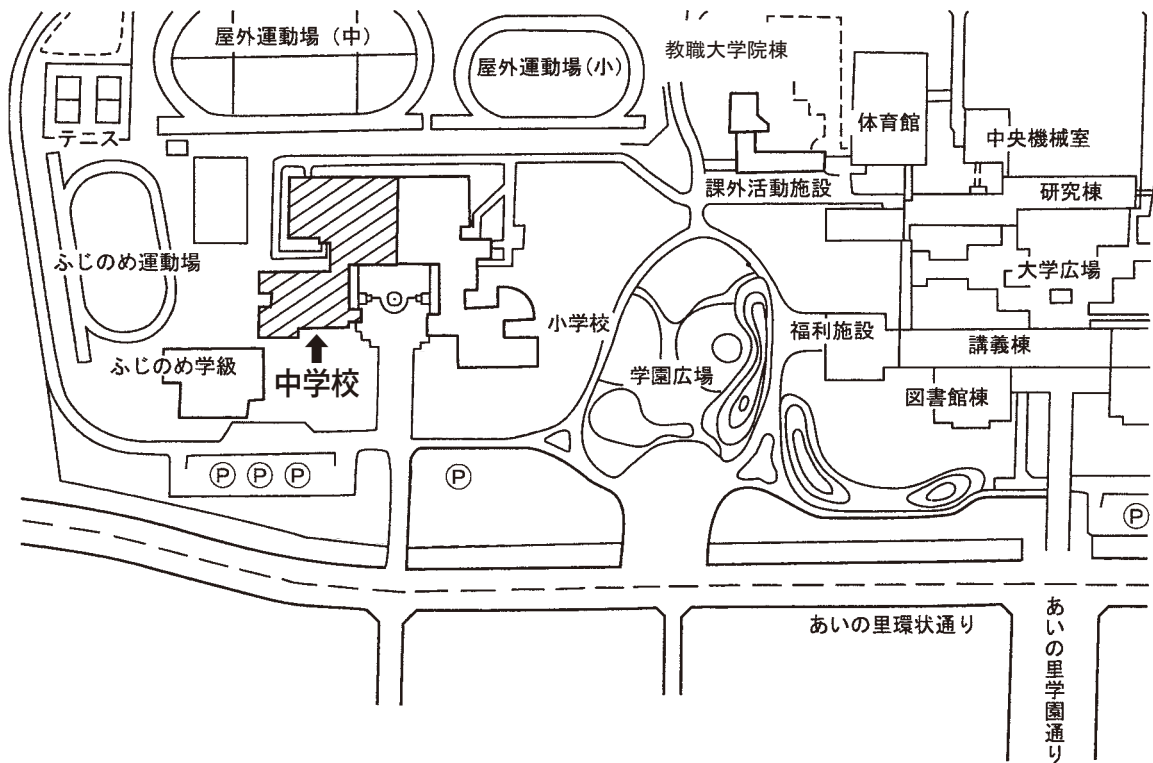 屋外運動場(中)
屋外運動場(小)
教職大学院棟
体育館
中央機械室
テニス
課外活動施設
研究棟
ふじのめ運動場
大学広場
小学校
福利施設
講義棟
ふじのめ学級
中学校
学園広場
図書館棟
P P P
P
P
あいの里環状通り
あいの里学園通り